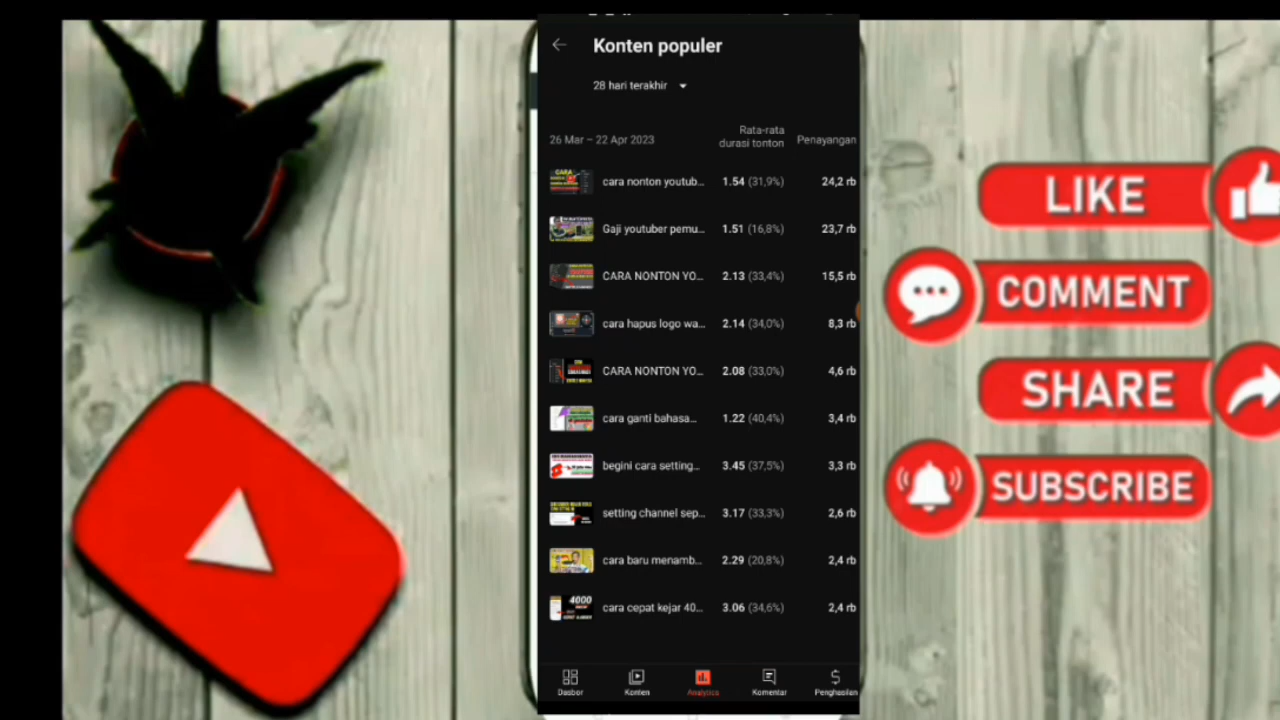 Konten populer
28 hari terakhir
26 Mar – 22 Apr 2023
Rata-rata durasi tonton
Penayangan
cara nonton youtub... 1.54 (31,9%) 24,2 rb
Gaji youtuber pemu... 1.51 (16,8%) 23,7 rb
CARA NONTON YO... 2.13 (33,4%) 15,5 rb
cara hapus logo wa... 2.14 (34,0%) 8,3 rb
CARA NONTON YO... 2.08 (33,0%) 4,6 rb
cara ganti bahasa... 1.22 (40,4%) 3,4 rb
begini cara setting... 3.45 (37,5%) 3,3 rb
setting channel sep... 3.17 (33,3%) 2,6 rb
cara baru menamb... 2.29 (20,8%) 2,4 rb
4000
cara cepat kejar 40... 3.06 (34,6%) 2,4 rb
Dasbor Konten Analytics Komentar Penghasilan
LIKE
COMMENT
SHARE
SUBSCRIBE